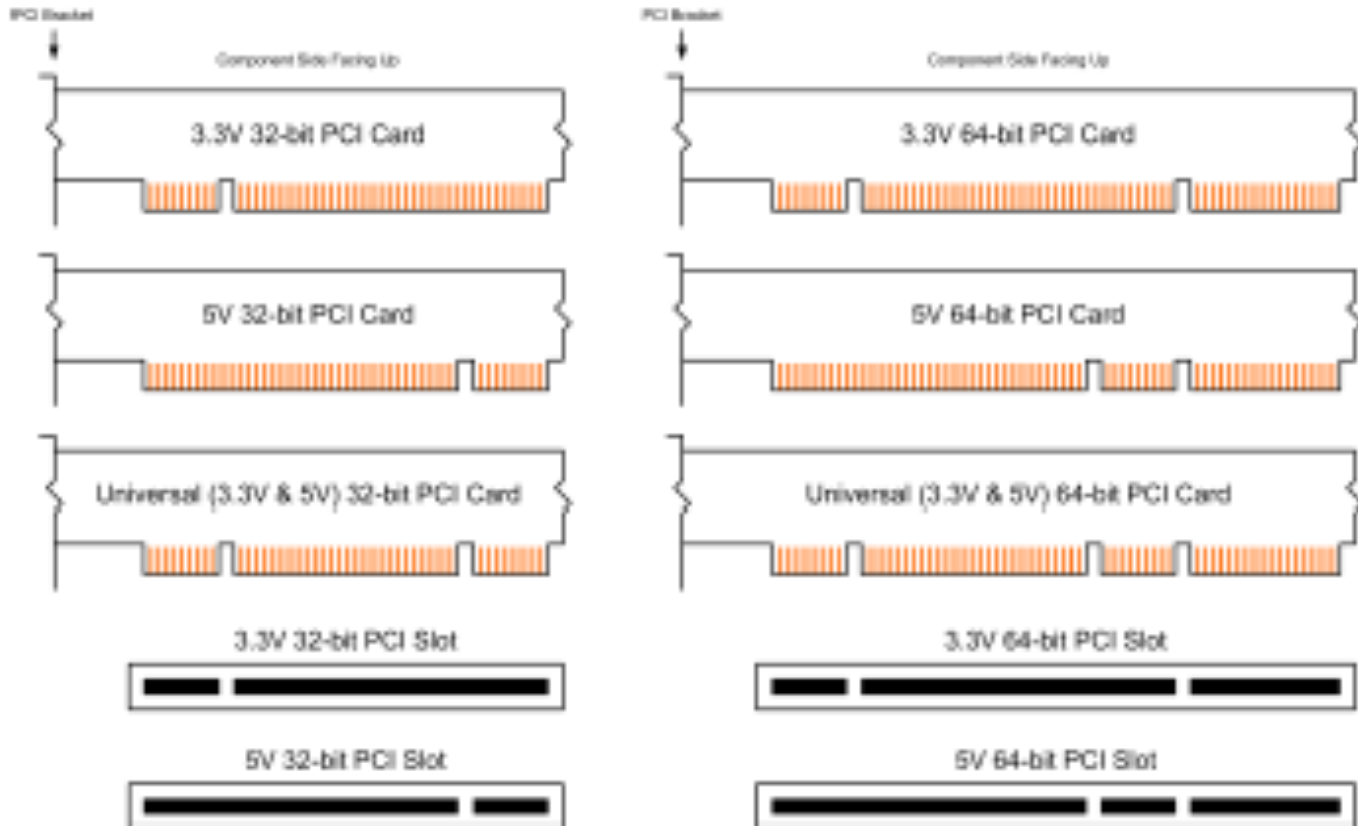 PCI Bracket
PCI Bracket
Component Side Facing Up
Component Side Facing Up
3.3V 32-bit PCI Card
3.3V 64-bit PCI Card
5V 32-bit PCI Card
5V 64-bit PCI Card
Universal (3.3V & 5V) 32-bit PCI Card
Universal (3.3V & 5V) 64-bit PCI Card
3.3V 32-bit PCI Slot
3.3V 64-bit PCI Slot
5V 32-bit PCI Slot
5V 64-bit PCI Slot